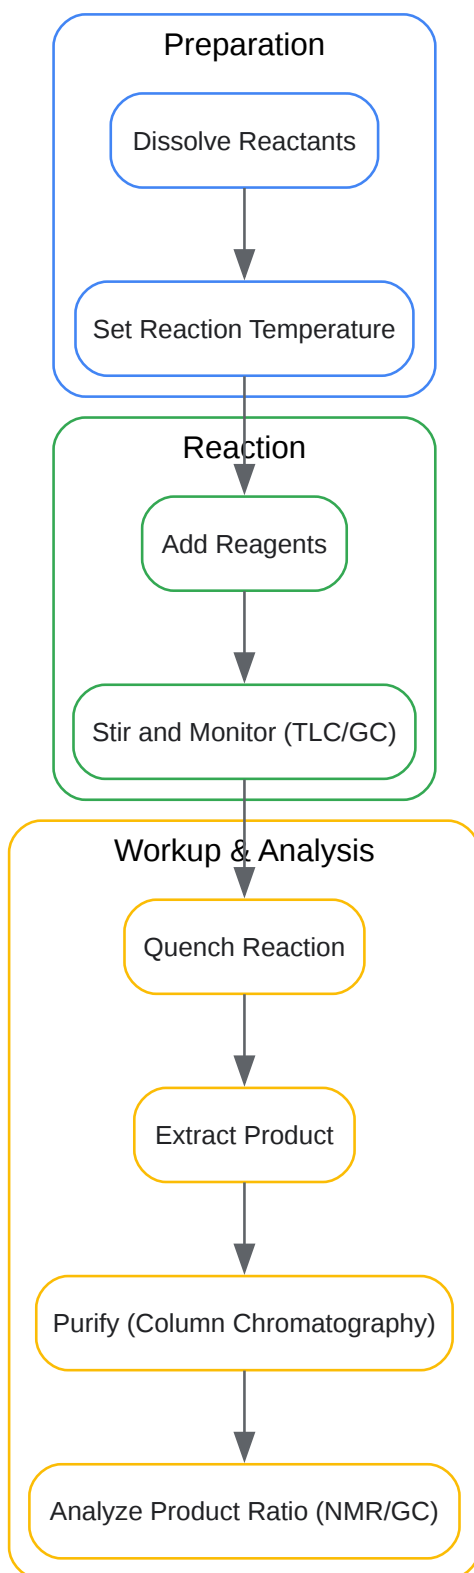 Preparation
Dissolve Reactants
Set Reaction Temperature
Reaction
Add Reagents
Stir and Monitor (TLC/GC)
Workup & Analysis
Quench Reaction
Extract Product
Purify (Column Chromatography)
Analyze Product Ratio (NMR/GC)